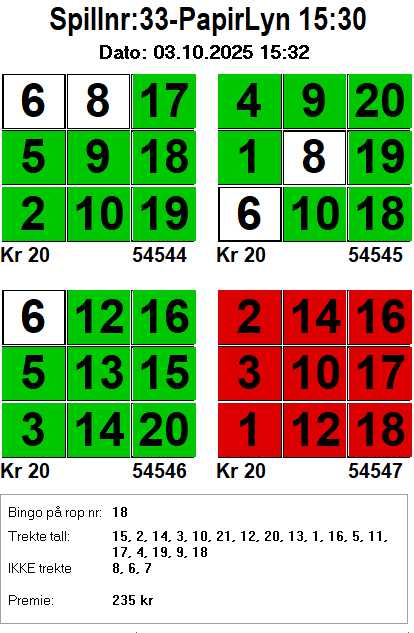 Spillnr:33-PapirLyn 15:30
Dato: 03.10.2025 15:32
6 8 17
5 9 18
2 10 19
Kr 20 54544
4 9 20
1 8 19
6 10 18
Kr 20 54545
6 12 16
5 13 15
3 14 20
Kr 20 54546
2 14 16
3 10 17
1 12 18
Kr 20 54547
Bingo på rop nr: 18
Trekte tall: 15, 2, 14, 3, 10, 21, 12, 20, 13, 1, 16, 5, 11,
17, 4, 19, 9, 18
IKKE trekte 8, 6, 7
Premie: 235 kr